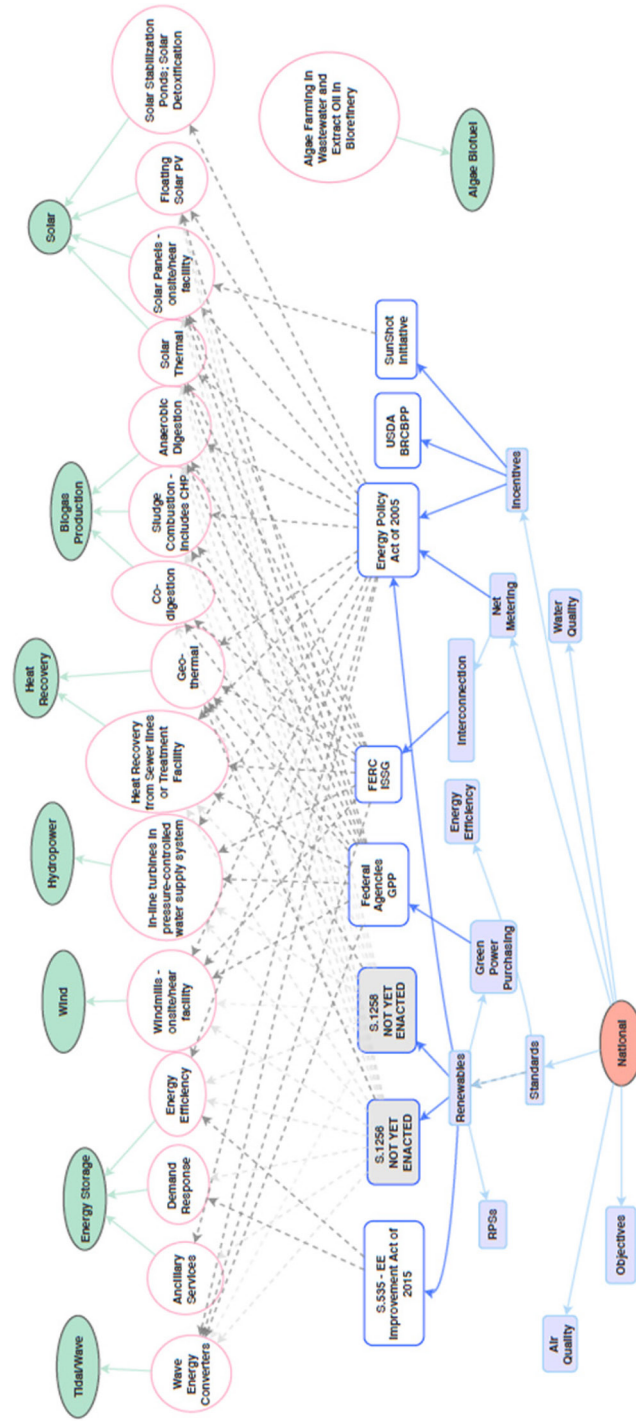 Tidal/Wave
Energy Storage
Wind
Hydropower
Heat
Recovery
Biogas
Production
Solar
Wave
Energy
Converters
Ancillary
Services
Demand
Response
Energy
Efficiency
Windmills -
onsite/near
facility
In-line turbines in
pressure-controlled
water supply system
Heat Recovery
from Sewer lines
or Treatment
Facility
Geo-
thermal
Co-
digestion
Sludge
Combustion -
Includes CHP
Anaerobic
Digestion
Solar
Thermal
Solar Panels -
onsite/near
facility
Floating
Solar PV
Solar Stabilization
Ponds; Solar
Detoxification
S.535 - EE
Improvement Act of
2015
S.1256
NOT YET
ENACTED
S.1258
NOT YET
ENACTED
Federal
Agencies
GPP
FERC
ISSG
Energy Policy
Act of 2005
USDA
BRCBPP
SunShot
Initiative
Algae Farming in
Wastewater and
Extract Oil in
Biorefinery
Algae Biofuel
RPSs
Renewables
Green
Power
Purchasing
Energy
Efficiency
Interconnection
Net
Metering
Incentives
Air
Quality
Objectives
Standards
Water
Quality
National